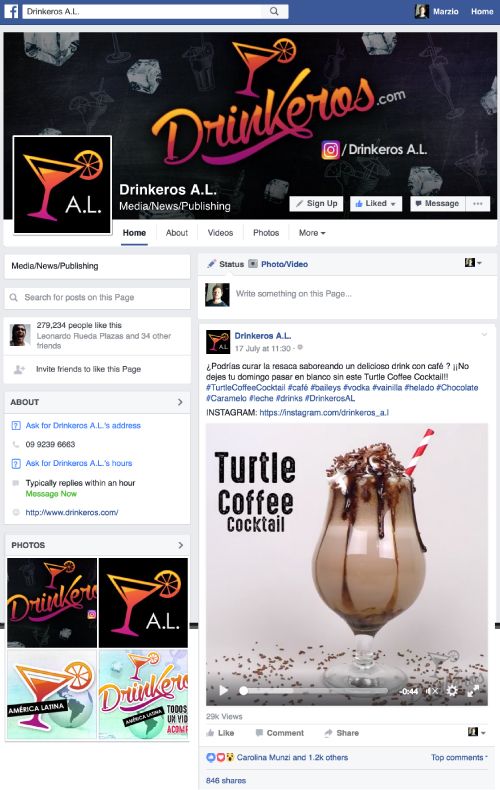 Drinkeros A.L.
Marzio Home
Drinkeros.com
/Drinkeros A.L.
A.L.
Drinkeros A.L.
Media/News/Publishing
Sign Up
Liked
Message
Home About Videos Photos More
Media/News/Publishing
Search for posts on this Page
279,234 people like this
Leonardo Rueda Plazas and 34 other
friends
Invite friends to like this Page
ABOUT
Ask for Drinkeros A.L.'s address
09 9239 6663
Ask for Drinkeros A.L.'s hours
Typically replies within an hour
Message Now
http://www.drinkeros.com/
PHOTOS
Drinkero
A.L.
AMÉRICA LATINA
Drinkero
AMÉRICA LATINA
TODOS
UN VID
ACOMP
Status Photo/Video
Write something on this Page...
Drinkeros A.L.
17 July at 11:30 ·
¿Podrías curar la resaca saboreando un delicioso drink con café ? ¡¡No
dejes tu domingo pasar en blanco sin este Turtle Coffee Cocktail!!
#TurtleCoffeeCocktail #café #baileys #vodka #vainilla #helado #Chocolate
#Caramelo #leche #drinks #DrinkerosAL
INSTAGRAM: https://instagram.com/drinkeros_a.l
Turtle
Coffee
Cocktail
-0:44
29k Views
Like Comment Share
Carolina Munzi and 1.2k others
Top comments
846 shares